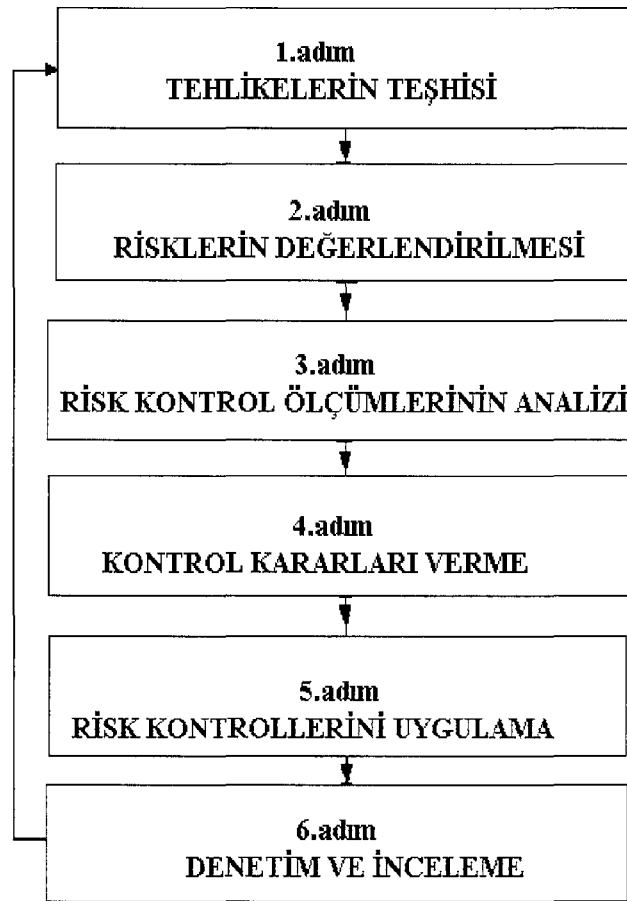 1.adım
TEHLİKELERİN TEŞHİSİ
2.adım
RİSKLERİN DEĞERLENDİRİLMESİ
3.adım
RİSK KONTROL ÖLÇÜMLERİNİN ANALİZİ
4.adım
KONTROL KARARLARI VERME
5.adım
RİSK KONTROLLERİNİ UYGULAMA
6.adım
DENETİM VE İNCELEME